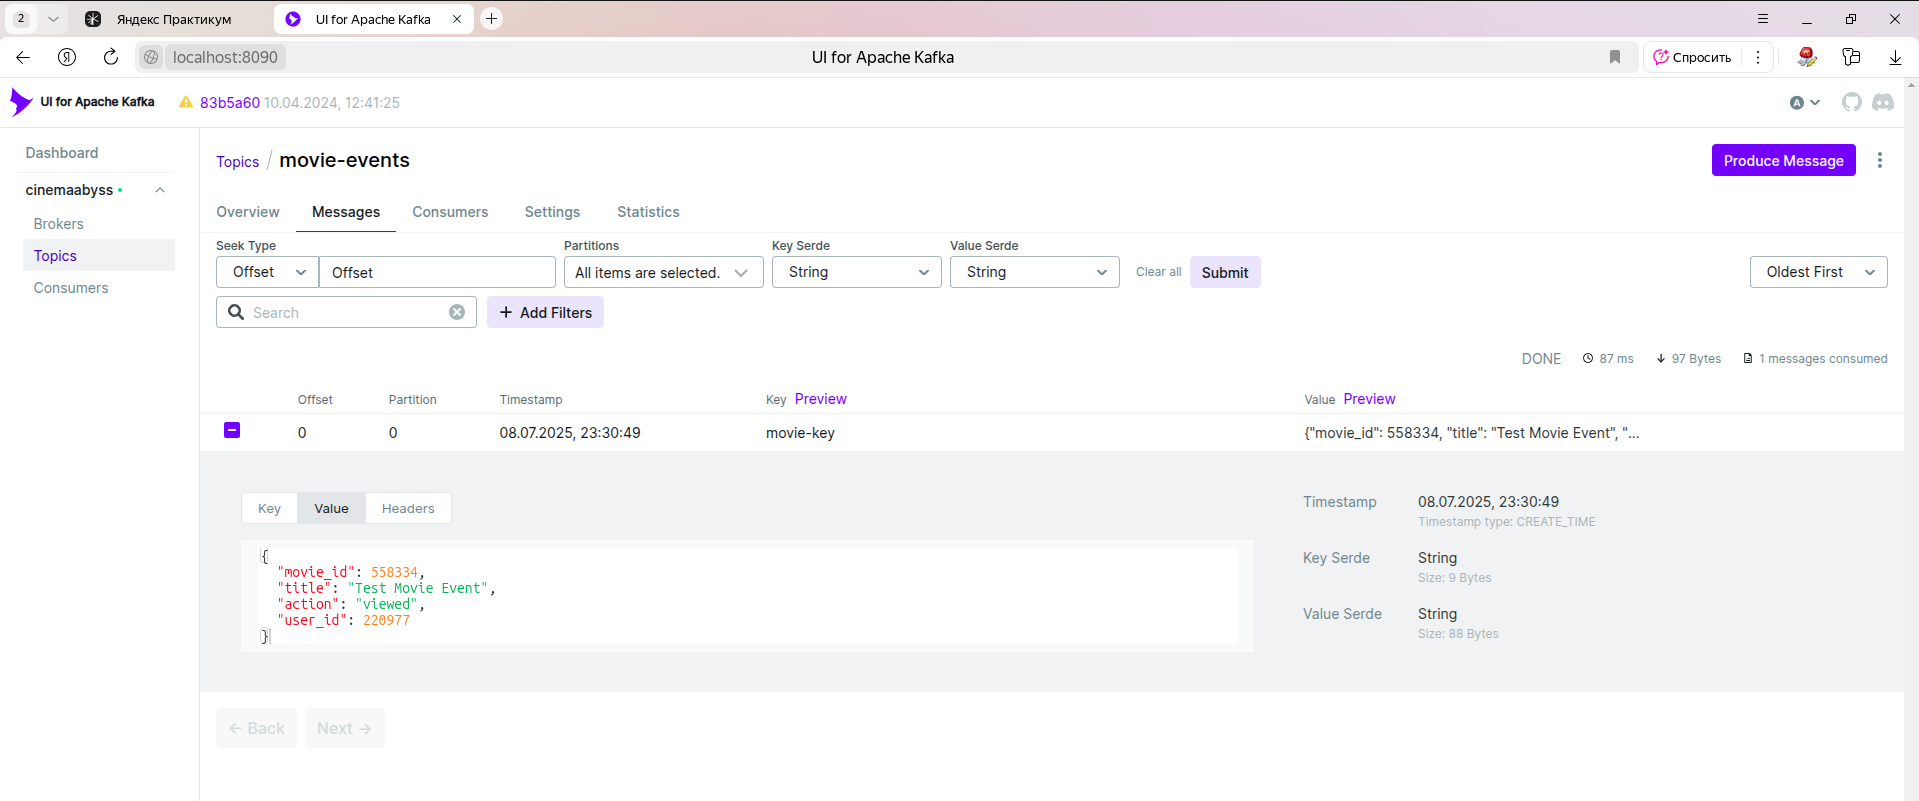 2
Яндекс Практикум
UI for Apache Kafka
localhost:8090
UI for Apache Kafka
Спросить
UI for Apache Kafka
83b5a60 10.04.2024, 12:41:25
A
Dashboard
cinemaabyss
Brokers
Topics
Consumers
Topics / movie-events
Produce Message
Overview
Messages
Consumers
Settings
Statistics
Seek Type
Partitions
Key Serde
Value Serde
Offset
Offset
All items are selected.
String
String
Clear all
Submit
Oldest First
Search
Add Filters
DONE
87 ms
97 Bytes
1 messages consumed
Offset
Partition
Timestamp
Key Preview
Value Preview
0
0
08.07.2025, 23:30:49
movie-key
{"movie_id": 558334, "title": "Test Movie Event", "...
Key
Value
Headers
{
"movie_id": 558334,
"title": "Test Movie Event",
"action": "viewed",
"user_id": 220977
}
Timestamp
08.07.2025, 23:30:49
Timestamp type: CREATE_TIME
Key Serde
String
Size: 9 Bytes
Value Serde
String
Size: 88 Bytes
← Back
Next →